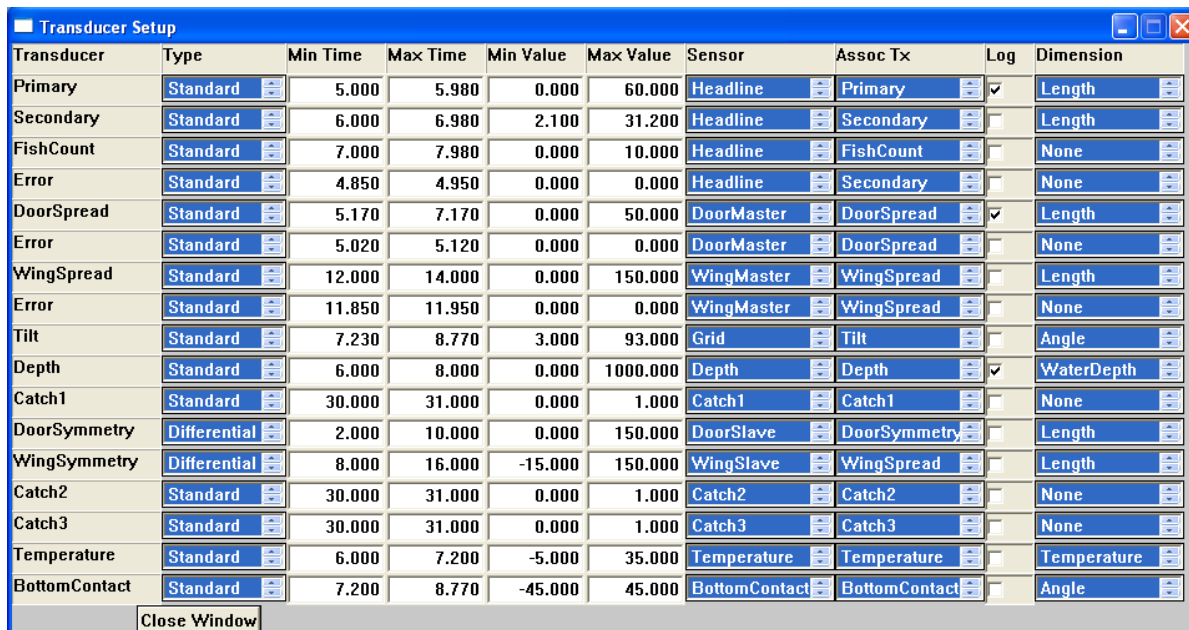 Transducer Setup
Transducer Type Min Time Max Time Min Value Max Value Sensor Assoc Tx Log Dimension
Primary Standard 5.000 5.980 0.000 60.000 Headline Primary Length
Secondary Standard 6.000 6.980 2.100 31.200 Headline Secondary Length
FishCount Standard 7.000 7.980 0.000 10.000 Headline FishCount None
Error Standard 4.850 4.950 0.000 0.000 Headline Secondary None
DoorSpread Standard 5.170 7.170 0.000 50.000 DoorMaster DoorSpread Length
Error Standard 5.020 5.120 0.000 0.000 DoorMaster DoorSpread None
WingSpread Standard 12.000 14.000 0.000 150.000 WingMaster WingSpread Length
Error Standard 11.850 11.950 0.000 0.000 WingMaster WingSpread None
Tilt Standard 7.230 8.770 3.000 93.000 Grid Tilt Angle
Depth Standard 6.000 8.000 0.000 1000.000 Depth Depth WaterDepth
Catch1 Standard 30.000 31.000 0.000 1.000 Catch1 Catch1 None
DoorSymmetry Differential 2.000 10.000 0.000 150.000 DoorSlave DoorSymmetry Length
WingSymmetry Differential 8.000 16.000 -15.000 150.000 WingSlave WingSpread Length
Catch2 Standard 30.000 31.000 0.000 1.000 Catch2 Catch2 None
Catch3 Standard 30.000 31.000 0.000 1.000 Catch3 Catch3 None
Temperature Standard 6.000 7.200 -5.000 35.000 Temperature Temperature Temperature
BottomContact Standard 7.200 8.770 -45.000 45.000 BottomContact BottomContact Angle
Close Window